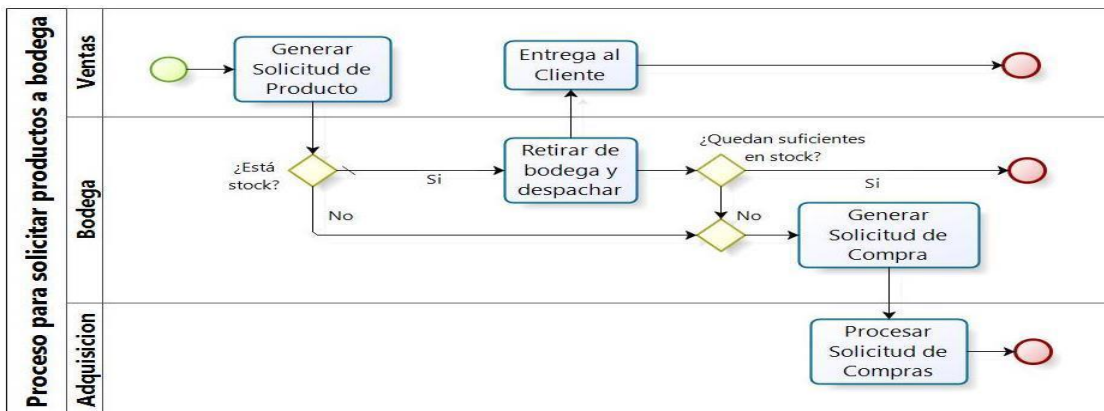 Proceso para solicitar productos a bodega
Ventas
Generar
Solicitud de
Producto
Entrega al
Cliente
Bodega
¿Está
stock?
Si
No
Retirar de
bodega y
despachar
¿Quedan suficientes
en stock?
Si
No
Generar
Solicitud de
Compra
Adquisicion
Procesar
Solicitud de
Compras